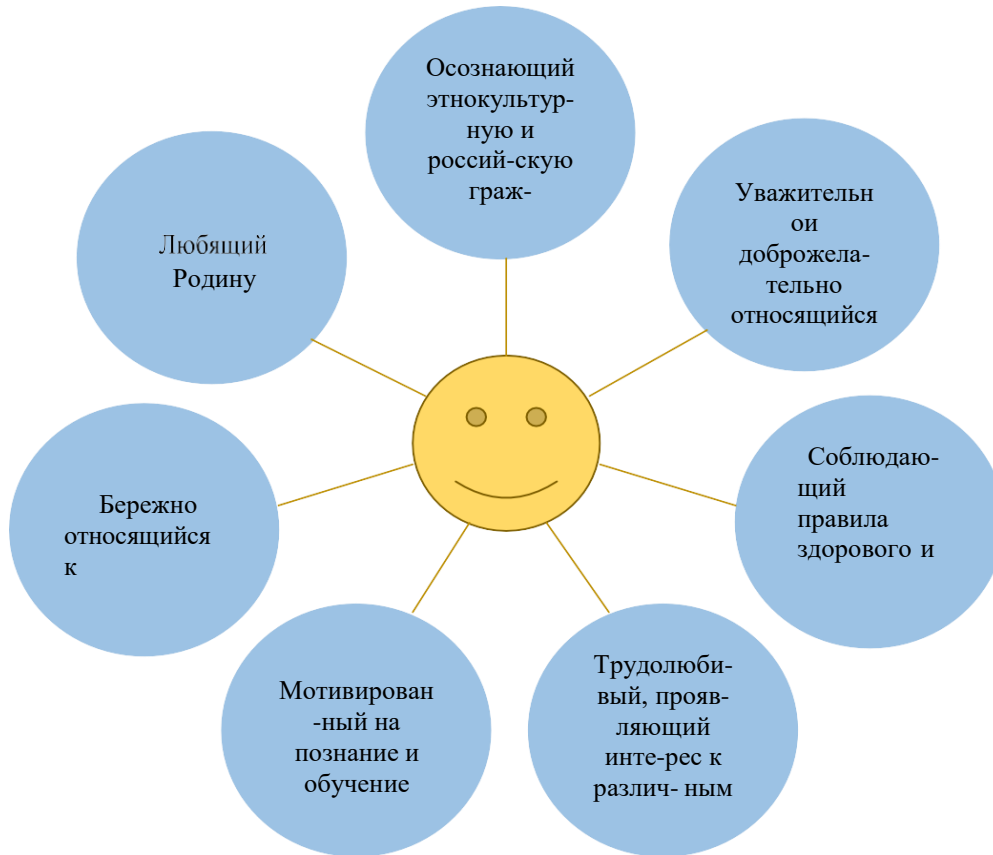 Осознающий
этнокультур-
ную и
россий-скую
граж-
Уважительн
ои
доброжела-
тельно
относящийся
Соблюдаю-
щий
правила
здорового и
Трудолюби-
вый, прояв-
ляющий
инте-рес к
различ- ным
Мотивирован
-ный на
познание и
обучение
Бережно
относящийся
к
Любящий
Родину